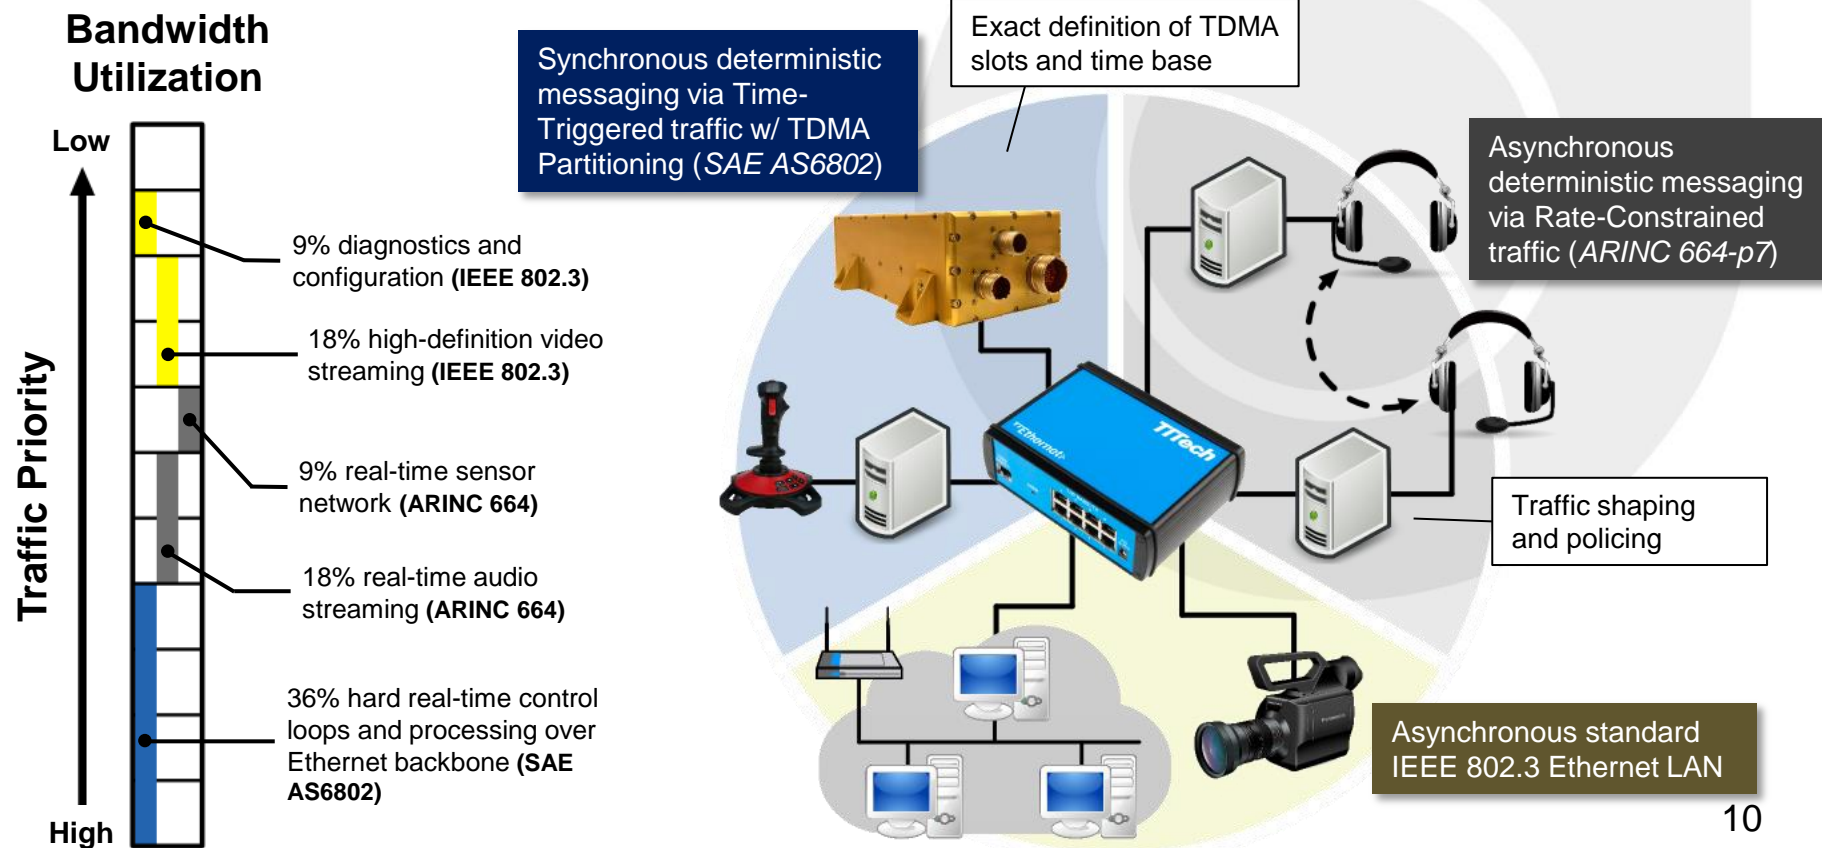 Bandwidth
Utilization
Low
Traffic Priority
High
9% diagnostics and
configuration (IEEE 802.3)
18% high-definition video
streaming (IEEE 802.3)
9% real-time sensor
network (ARINC 664)
18% real-time audio
streaming (ARINC 664)
36% hard real-time control
loops and processing over
Ethernet backbone (SAE
AS6802)
Synchronous deterministic
messaging via Time-
Triggered traffic w/ TDMA
Partitioning (SAE AS6802)
Exact definition of TDMA
slots and time base
Asynchronous
deterministic messaging
via Rate-Constrained
traffic (ARINC 664-p7)
TTTech
TTEthernet
Traffic shaping
and policing
Asynchronous standard
IEEE 802.3 Ethernet LAN
10